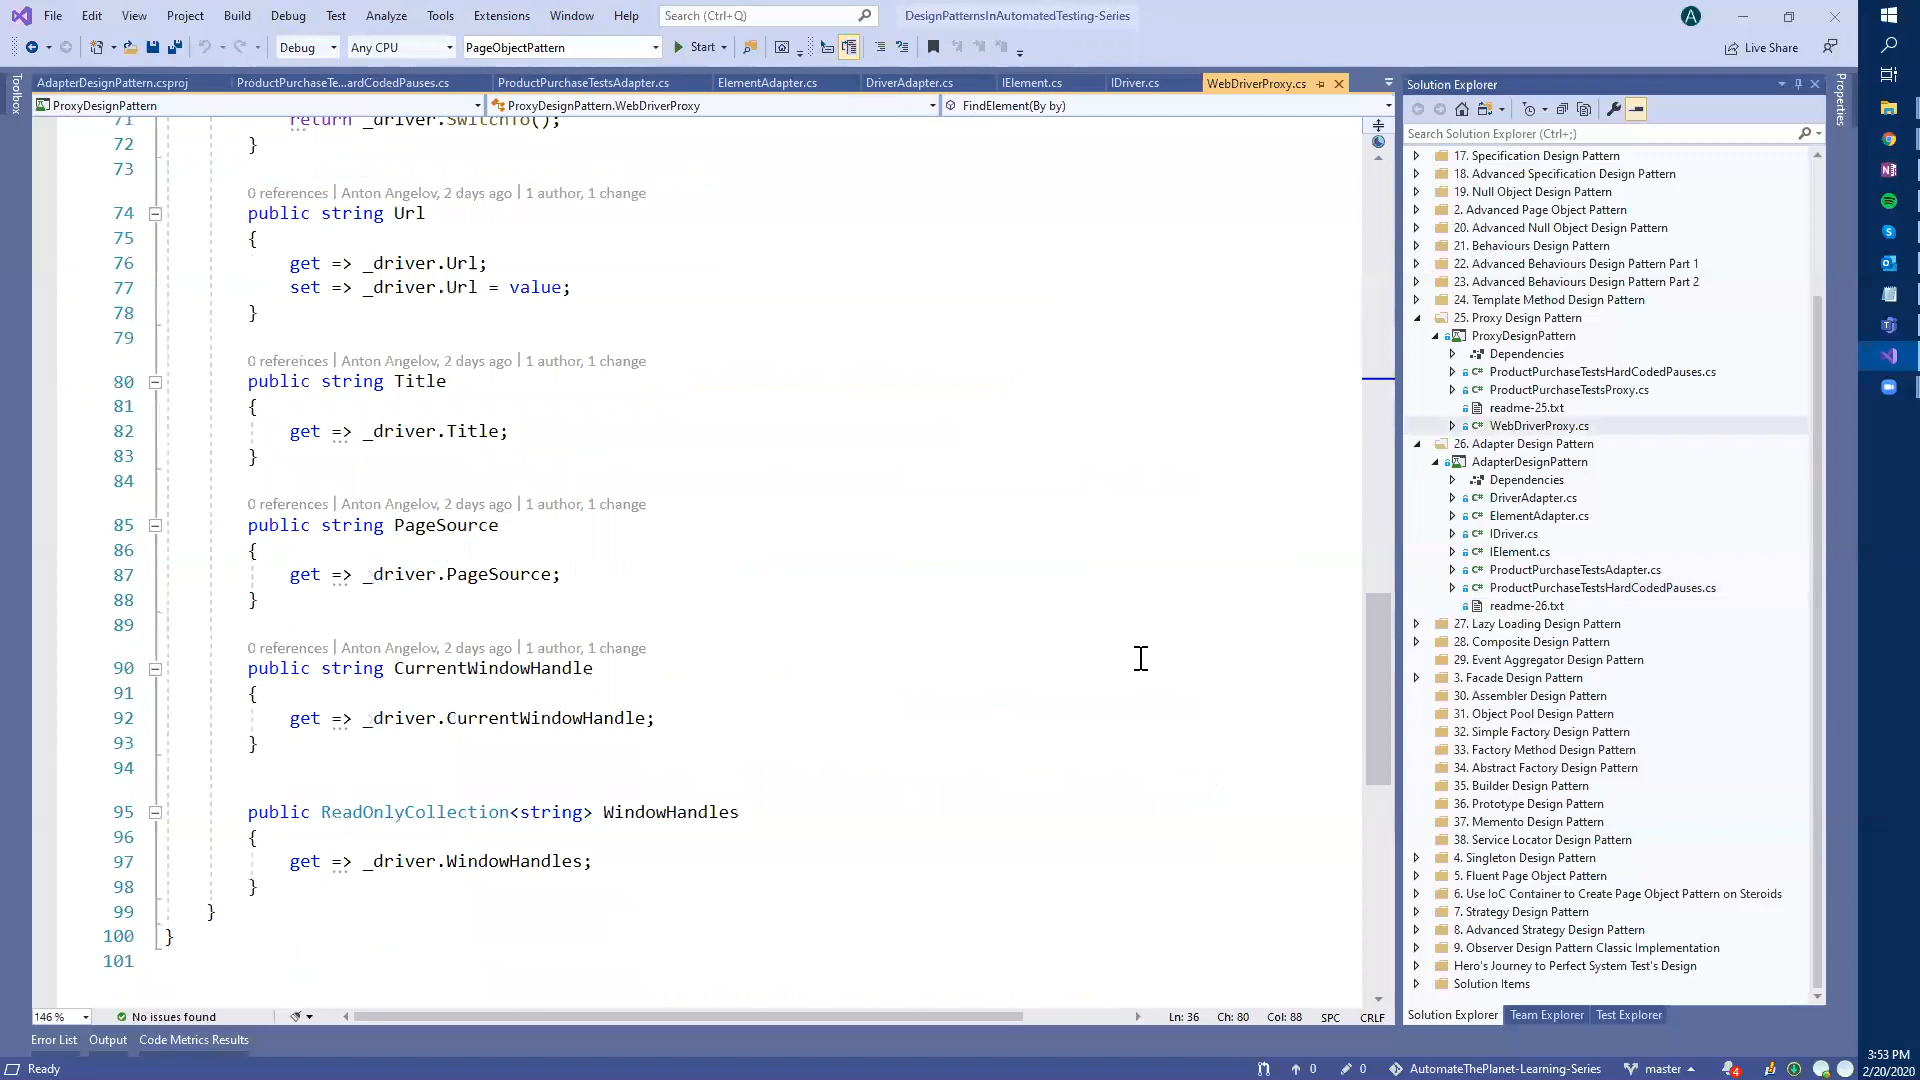 File Edit View Project Build Debug Test Analyze Tools Extensions Window Help Search (Ctrl+Q) DesignPatternsInAutomatedTesting-Series A
Debug Any CPU PageObjectPattern Start Live Share
Toolbox
AdapterDesignPattern.csproj ProductPurchaseTe...ardCodedPauses.cs ProductPurchaseTestsAdapter.cs ElementAdapter.cs DriverAdapter.cs IElement.cs IDriver.cs WebDriverProxy.cs
ProxyDesignPattern ProxyDesignPattern.WebDriverProxy FindElement(By by)
71 return _driver.SwitchTo();
72 }
73
0 references | Anton Angelov, 2 days ago | 1 author, 1 change
74 public string Url
75 {
76 get => _driver.Url;
77 set => _driver.Url = value;
78 }
79
0 references | Anton Angelov, 2 days ago | 1 author, 1 change
80 public string Title
81 {
82 get => _driver.Title;
83 }
84
0 references | Anton Angelov, 2 days ago | 1 author, 1 change
85 public string PageSource
86 {
87 get => _driver.PageSource;
88 }
89
0 references | Anton Angelov, 2 days ago | 1 author, 1 change
90 public string CurrentWindowHandle
91 {
92 get => _driver.CurrentWindowHandle;
93 }
94
95 public ReadOnlyCollection<string> WindowHandles
96 {
97 get => _driver.WindowHandles;
98 }
99 }
100 }
101
146 % No issues found Ln: 36 Ch: 80 Col: 88 SPC CRLF
Error List Output Code Metrics Results
Solution Explorer
Search Solution Explorer (Ctrl+;)
17. Specification Design Pattern
18. Advanced Specification Design Pattern
19. Null Object Design Pattern
2. Advanced Page Object Pattern
20. Advanced Null Object Design Pattern
21. Behaviours Design Pattern
22. Advanced Behaviours Design Pattern Part 1
23. Advanced Behaviours Design Pattern Part 2
24. Template Method Design Pattern
25. Proxy Design Pattern
ProxyDesignPattern
Dependencies
C# ProductPurchaseTestsHardCodedPauses.cs
C# ProductPurchaseTestsProxy.cs
readme-25.txt
C# WebDriverProxy.cs
26. Adapter Design Pattern
AdapterDesignPattern
Dependencies
C# DriverAdapter.cs
C# ElementAdapter.cs
C# IDriver.cs
C# IElement.cs
C# ProductPurchaseTestsAdapter.cs
C# ProductPurchaseTestsHardCodedPauses.cs
readme-26.txt
27. Lazy Loading Design Pattern
28. Composite Design Pattern
29. Event Aggregator Design Pattern
3. Facade Design Pattern
30. Assembler Design Pattern
31. Object Pool Design Pattern
32. Simple Factory Design Pattern
33. Factory Method Design Pattern
34. Abstract Factory Design Pattern
35. Builder Design Pattern
36. Prototype Design Pattern
37. Memento Design Pattern
38. Service Locator Design Pattern
4. Singleton Design Pattern
5. Fluent Page Object Pattern
6. Use IoC Container to Create Page Object Pattern on Steroids
7. Strategy Design Pattern
8. Advanced Strategy Design Pattern
9. Observer Design Pattern Classic Implementation
Hero's Journey to Perfect System Test's Design
Solution Items
Solution Explorer Team Explorer Test Explorer
Properties
Ready 0 0 AutomateThePlanet-Learning-Series master 4
3:53 PM
2/20/2020